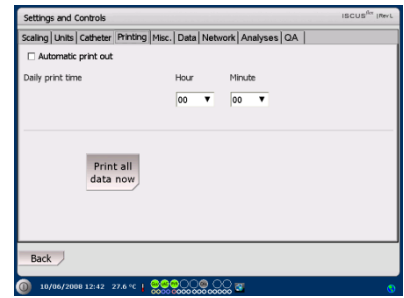 Settings and Controls
ISCUSflex
Scaling Units Catheter Printing Misc. Data Network Analyses QA
Automatic print out
Daily print time Hour Minute
00 00
Print all
data now
Back
10/06/2008 12:42 27.6 °C